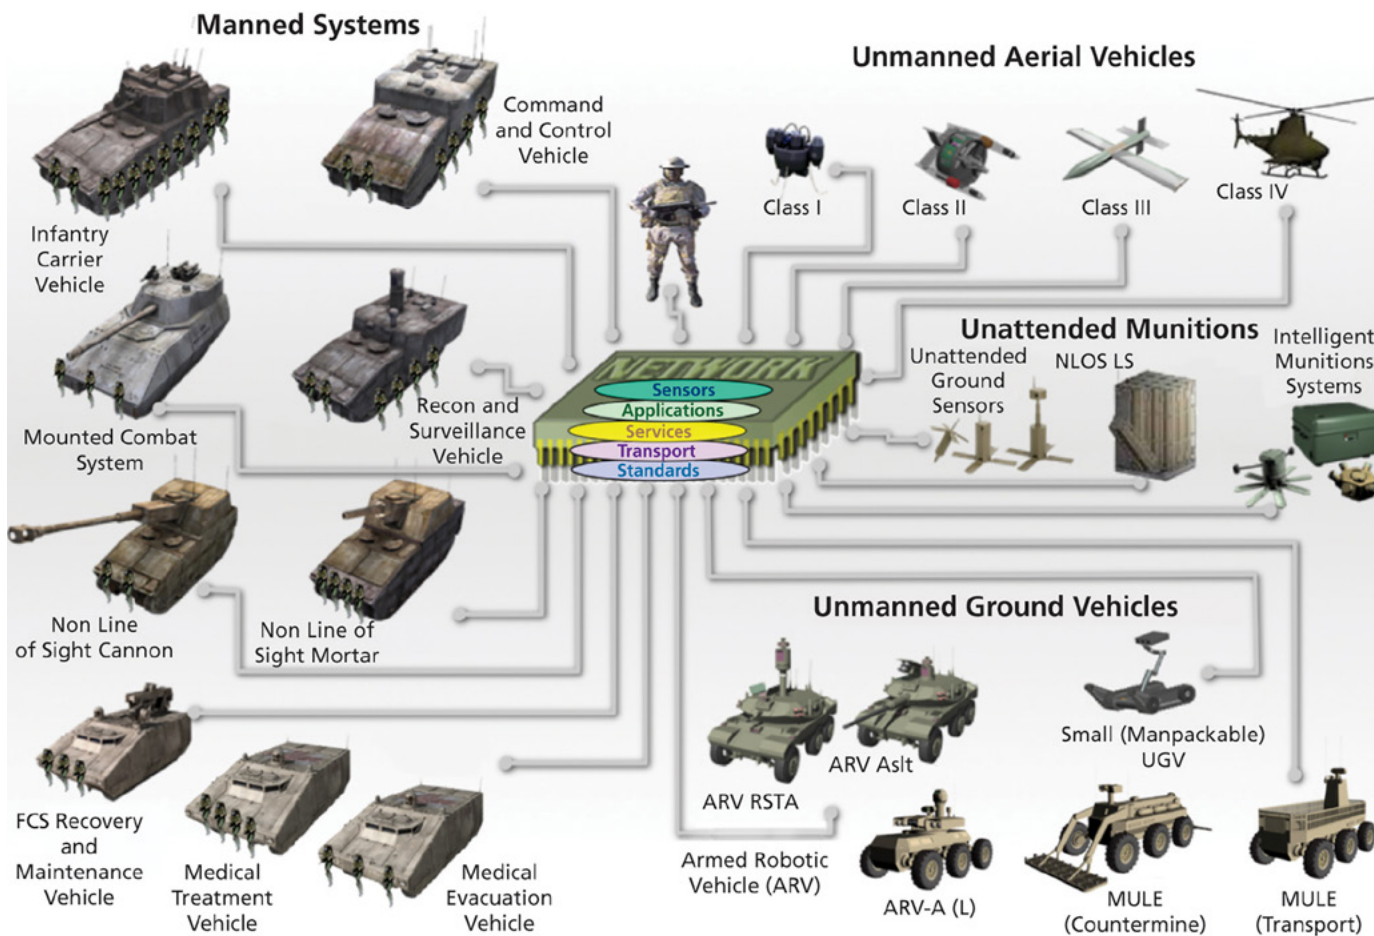 Manned Systems
Infantry
Carrier
Vehicle
Command
and Control
Vehicle
Mounted Combat
System
Recon and
Surveillance
Vehicle
Non Line
of Sight Cannon
Non Line of
Sight Mortar
FCS Recovery
and
Maintenance
Vehicle
Medical
Treatment
Vehicle
Medical
Evacuation
Vehicle
NETWORK
Sensors
Applications
Services
Transport
Standards
Unmanned Aerial Vehicles
Class I
Class II
Class III
Class IV
Unattended Munitions
Unattended
Ground
Sensors
NLOS LS
Intelligent
Munitions
Systems
Unmanned Ground Vehicles
ARV RSTA
ARV Aslt
Small (Manpackable)
UGV
Armed Robotic
Vehicle (ARV)
ARV-A (L)
MULE
(Countermine)
MULE
(Transport)